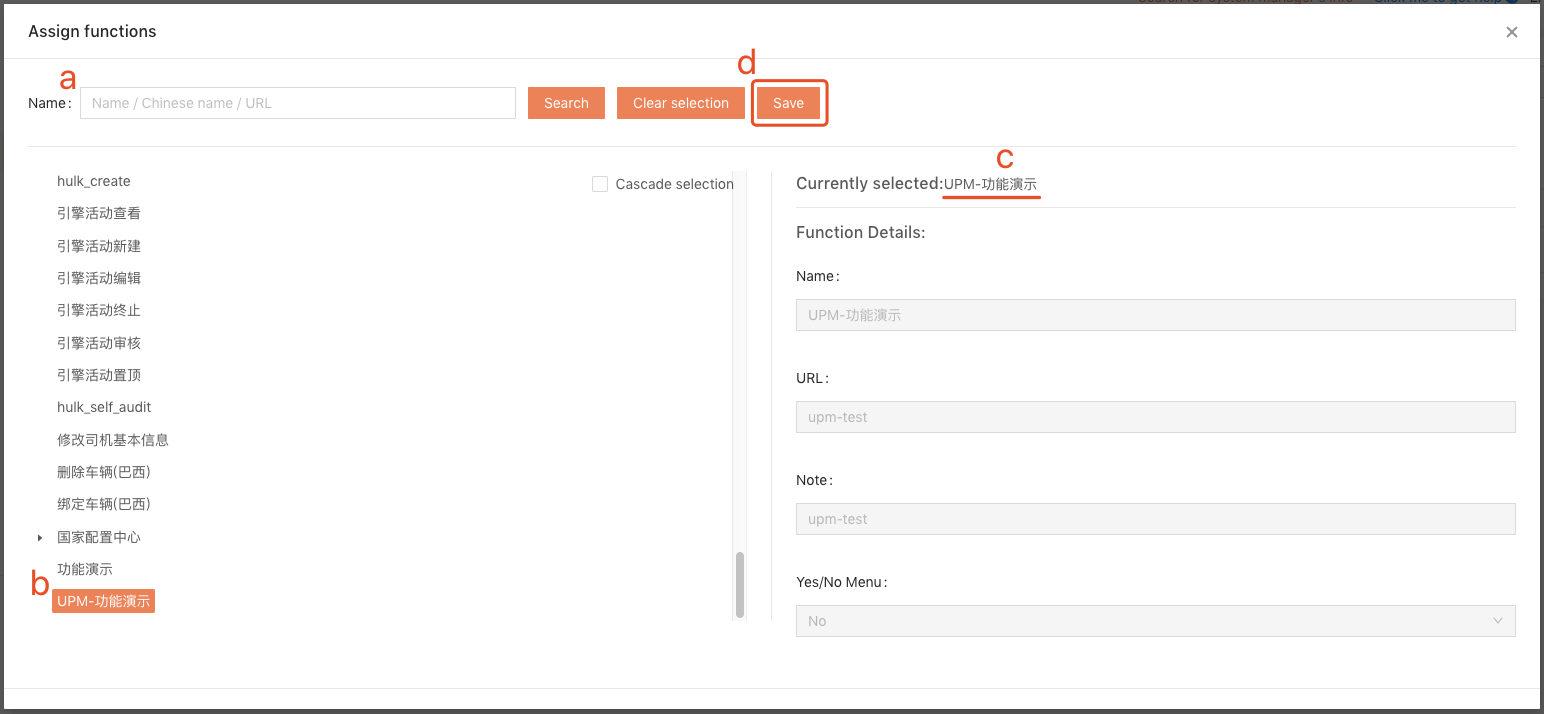 Assign functions
a
d
Name:
Name / Chinese name / URL
Search
Clear selection
Save
hulk_create
引擎活动查看
引擎活动新建
引擎活动编辑
引擎活动终止
引擎活动审核
引擎活动置顶
hulk_self_audit
修改司机基本信息
删除车辆(巴西)
绑定车辆(巴西)
国家配置中心
功能演示
b
UPM-功能演示
Cascade selection
c
Currently selected:UPM-功能演示
Function Details:
Name:
UPM-功能演示
URL:
upm-test
Note:
upm-test
Yes/No Menu:
No